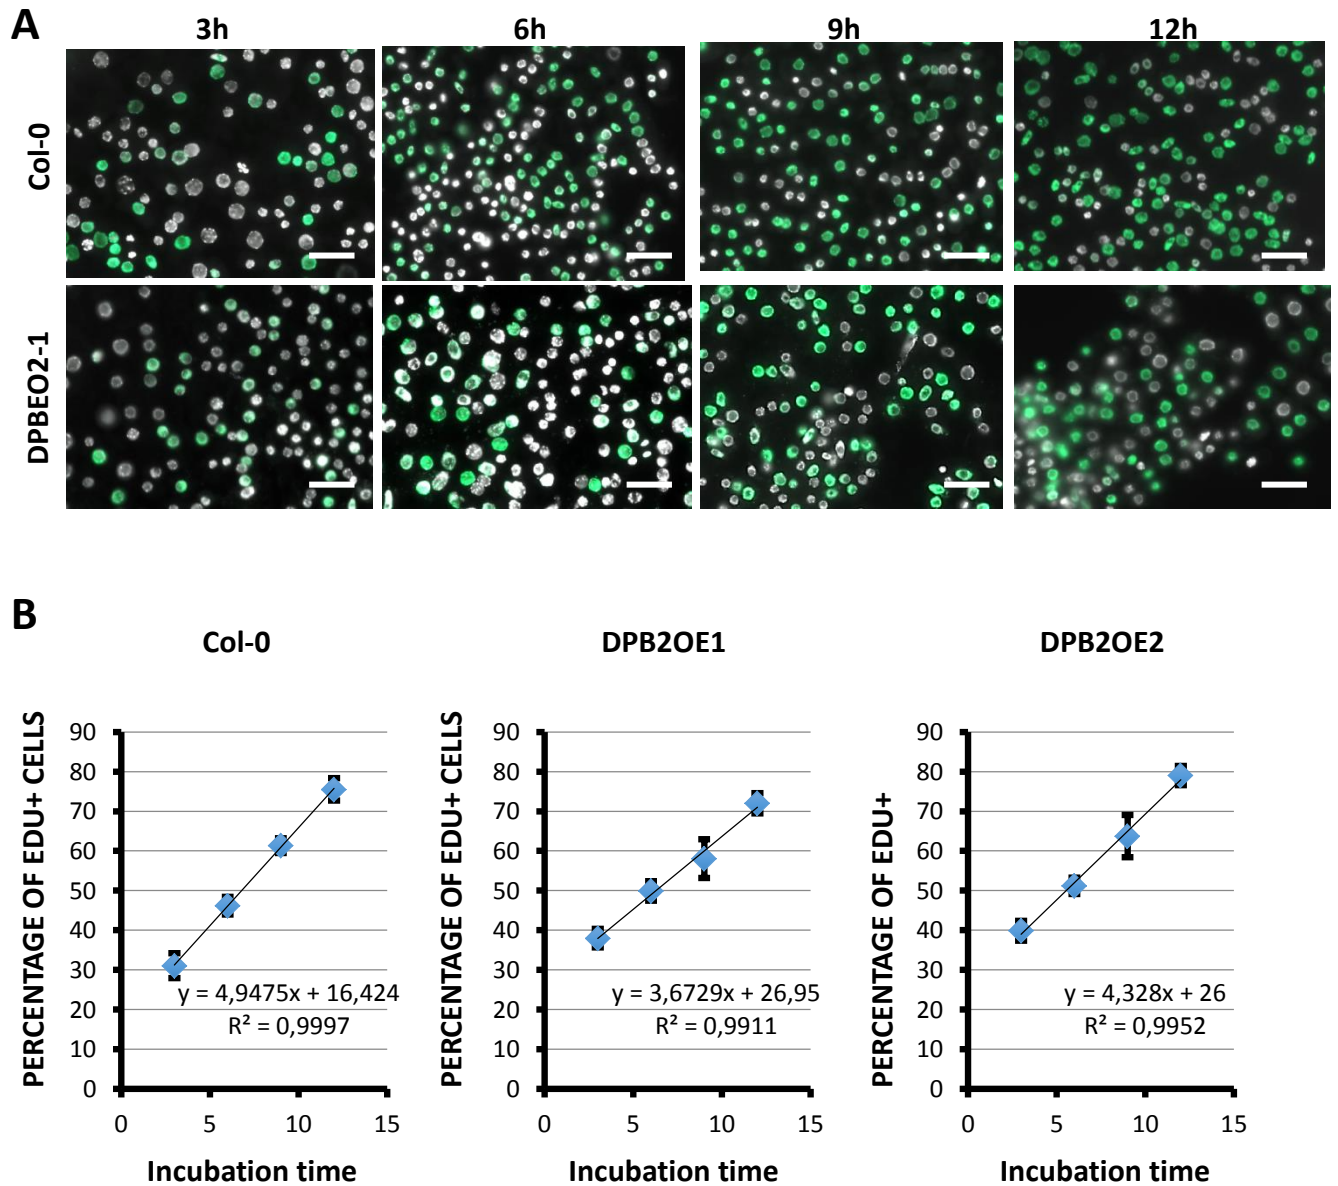 A
3h 6h 9h 12h
Col-0
DPBEO2-1
B
Col-0 DPB2OE1 DPB2OE2
PERCENTAGE OF EDU+ CELLS
90
80
70
60
50
40
30
20
10
0
y = 4,9475x + 16,424
R² = 0,9997
0 5 10 15
Incubation time
PERCENTAGE OF EDU+ CELLS
90
80
70
60
50
40
30
20
10
0
y = 3,6729x + 26,95
R² = 0,9911
0 5 10 15
Incubation time
PERCENTAGE OF EDU+
90
80
70
60
50
40
30
20
10
0
y = 4,328x + 26
R² = 0,9952
0 5 10 15
Incubation time